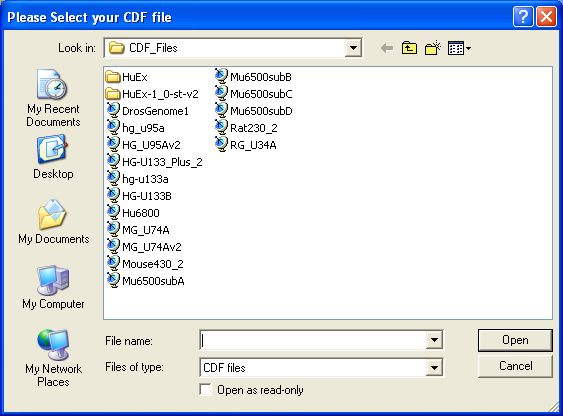 Please Select your CDF file
Look in: CDF_Files
My Recent
Documents
Desktop
My Documents
My Computer
My Network
Places
HuEx
HuEx-1_0-st-v2
DrosGenome1
hg_u95a
HG_U95Av2
HG-U133_Plus_2
hg-u133a
HG-U133B
Hu6800
MG_U74A
MG_U74Av2
Mouse430_2
Mu6500subA
Mu6500subB
Mu6500subC
Mu6500subD
Rat230_2
RG_U34A
File name:
Open
Files of type: CDF files
Cancel
Open as read-only